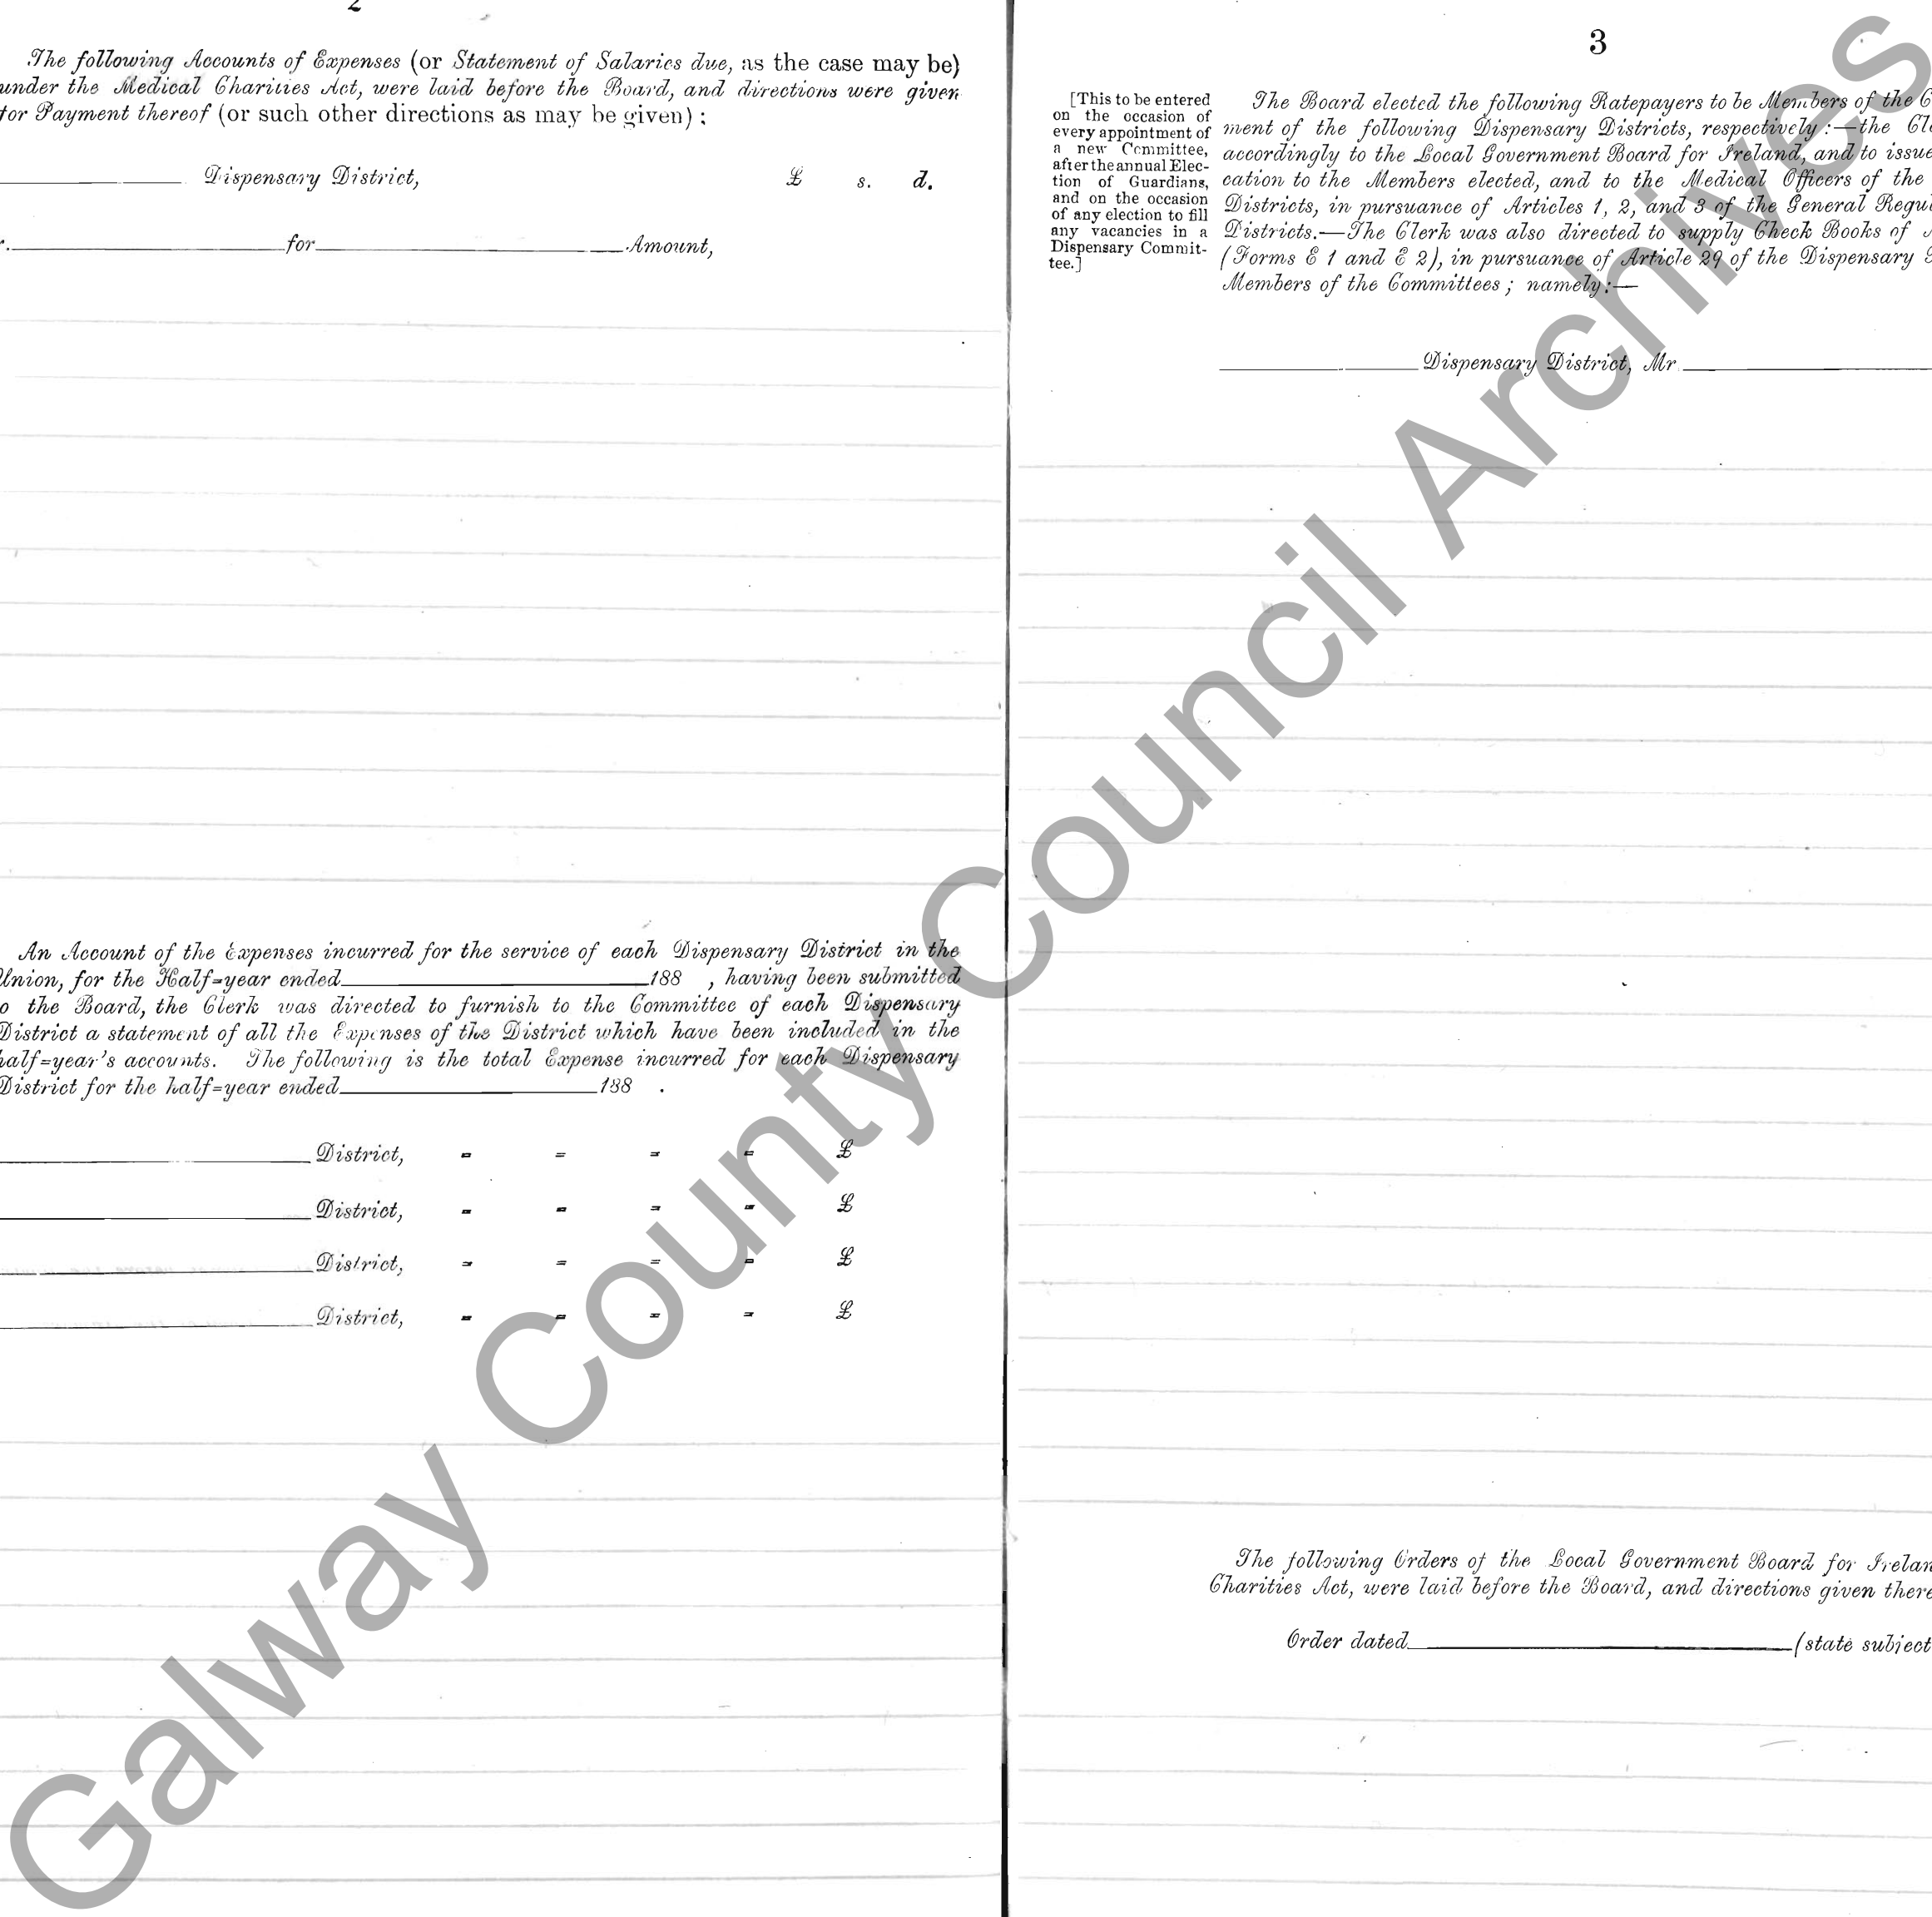 2
The following Accounts of Expenses (or Statement of Salaries due, as the case may be)
under the Medical Charities Act, were laid before the Board, and directions were given
for Payment thereof (or such other directions as may be given) ;
Dispensary District, £ s. d.
for Amount,
An Account of the Expenses incurred for the service of each Dispensary District in the
Union, for the Half=year ended 188 , having been submitted
o the Board, the Clerk was directed to furnish to the Committee of each Dispensary
District a statement of all the Expenses of the District which have been included in the
half=year's accounts. The following is the total Expense incurred for each Dispensary
District for the half=year ended 188 .
District, = = = = £
District, = = = = £
District, = = = = £
District, = = = = £
3
[This to be entered
on the occasion of
every appointment of
a new Committee,
after the annual Elec-
tion of Guardians,
and on the occasion
of any election to fill
any vacancies in a
Dispensary Commit-
tee.]
The Board elected the following Ratepayers to be Members of the C
ment of the following Dispensary Districts, respectively :—the Cle
accordingly to the Local Government Board for Ireland, and to issue
cation to the Members elected, and to the Medical Officers of the
Districts, in pursuance of Articles 1, 2, and 3 of the General Regul
Districts.—The Clerk was also directed to supply Check Books of
(Forms E 1 and E 2), in pursuance of Article 29 of the Dispensary
Members of the Committees ; namely :—
Dispensary District, Mr
The following Orders of the Local Government Board for Irelan
Charities Act, were laid before the Board, and directions given there
Order dated (state subject
Galway County Council Archives